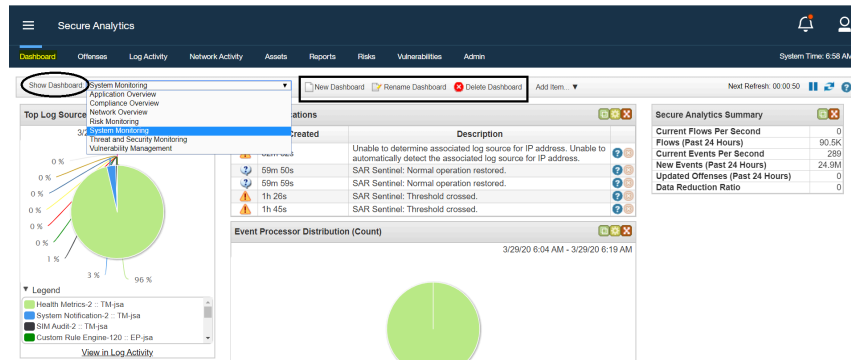 Secure Analytics
Dashboard Offenses Log Activity Network Activity Assets Reports Risks Vulnerabilities Admin System Time: 6:58 AM
Show Dashboard: System Monitoring New Dashboard Rename Dashboard Delete Dashboard Add Item... Next Refresh: 00:00:50
Application Overview
Compliance Overview
Network Overview
Risk Monitoring
System Monitoring
Threat and Security Monitoring
Vulnerability Management
Top Log Source
3/
0 %
0 %
0 %
0 %
0 %
0 %
1 %
3 %
96 %
Legend
Health Metrics-2 :: TM-jsa
System Notification-2 :: TM-jsa
SIM Audit-2 :: TM-jsa
Custom Rule Engine-120 :: EP-jsa
View in Log Activity
ations
Created Description
Unable to determine associated log source for IP address. Unable to
automatically detect the associated log source for IP address.
59m 50s SAR Sentinel: Normal operation restored.
59m 59s SAR Sentinel: Normal operation restored.
1h 26s SAR Sentinel: Threshold crossed.
1h 45s SAR Sentinel: Threshold crossed.
Event Processor Distribution (Count)
3/29/20 6:04 AM - 3/29/20 6:19 AM
Secure Analytics Summary
Current Flows Per Second 0
Flows (Past 24 Hours) 90.5K
Current Events Per Second 289
New Events (Past 24 Hours) 24.9M
Updated Offenses (Past 24 Hours) 0
Data Reduction Ratio 0